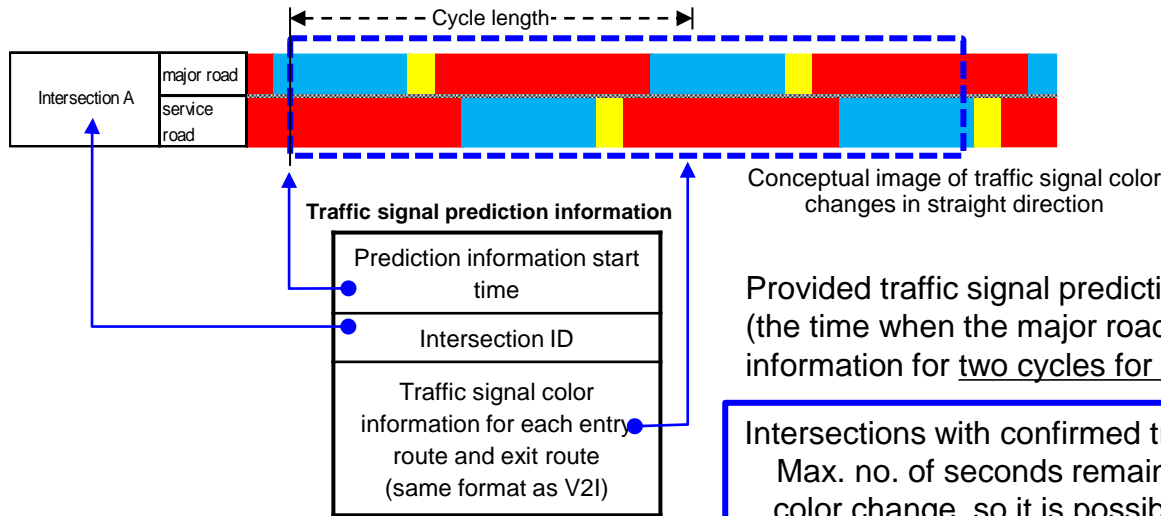 Cycle length
Intersection A
major road
service
road
Conceptual image of traffic signal color
changes in straight direction
Traffic signal prediction information
Prediction information start
time
Intersection ID
Traffic signal color
information for each entry
route and exit route
(same format as V2I)
Provided traffic signal
(the time when the major road
information for two cycles for
Intersections with confirmed
Max. no. of seconds
color change, so it is